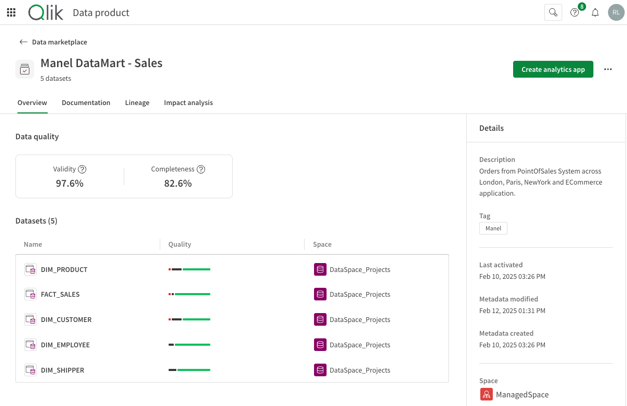 Qlik Data product
8
RL
Data marketplace
Manel DataMart - Sales
5 datasets
Create analytics app
Overview Documentation Lineage Impact analysis
Data quality
Validity ? Completeness ?
97.6% 82.6%
Datasets (5)
Name Quality Space
DIM_PRODUCT DataSpace_Projects
FACT_SALES DataSpace_Projects
DIM_CUSTOMER DataSpace_Projects
DIM_EMPLOYEE DataSpace_Projects
DIM_SHIPPER DataSpace_Projects
Details
Description
Orders from PointOfSales System across
London, Paris, NewYork and ECommerce
application.
Tag
Manel
Last activated
Feb 10, 2025 03:26 PM
Metadata modified
Feb 12, 2025 01:31 PM
Metadata created
Feb 10, 2025 03:26 PM
Space
ManagedSpace